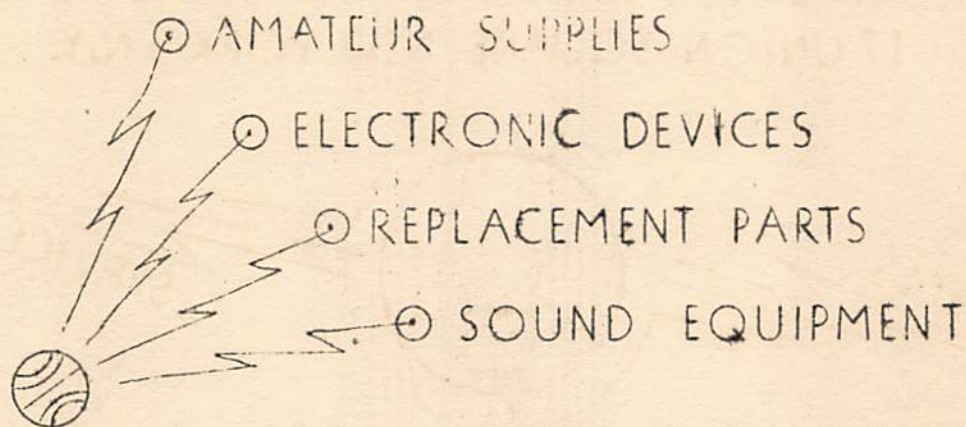 AMATEUR SUPPLIES
ELECTRONIC DEVICES
REPLACEMENT PARTS
SOUND EQUIPMENT